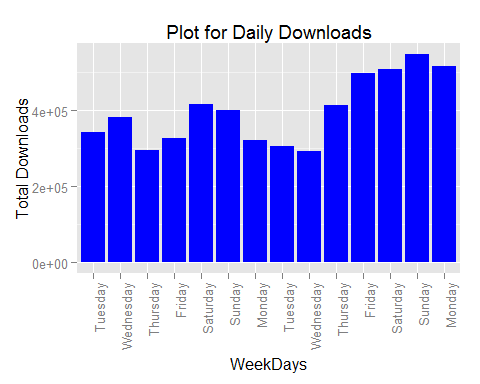 Plot for Daily Downloads
Total Downloads
4e+05
2e+05
0e+00
Tuesday
Wednesday
Thursday
Friday
Saturday
Sunday
Monday
Tuesday
Wednesday
Thursday
Friday
Saturday
Sunday
Monday
WeekDays